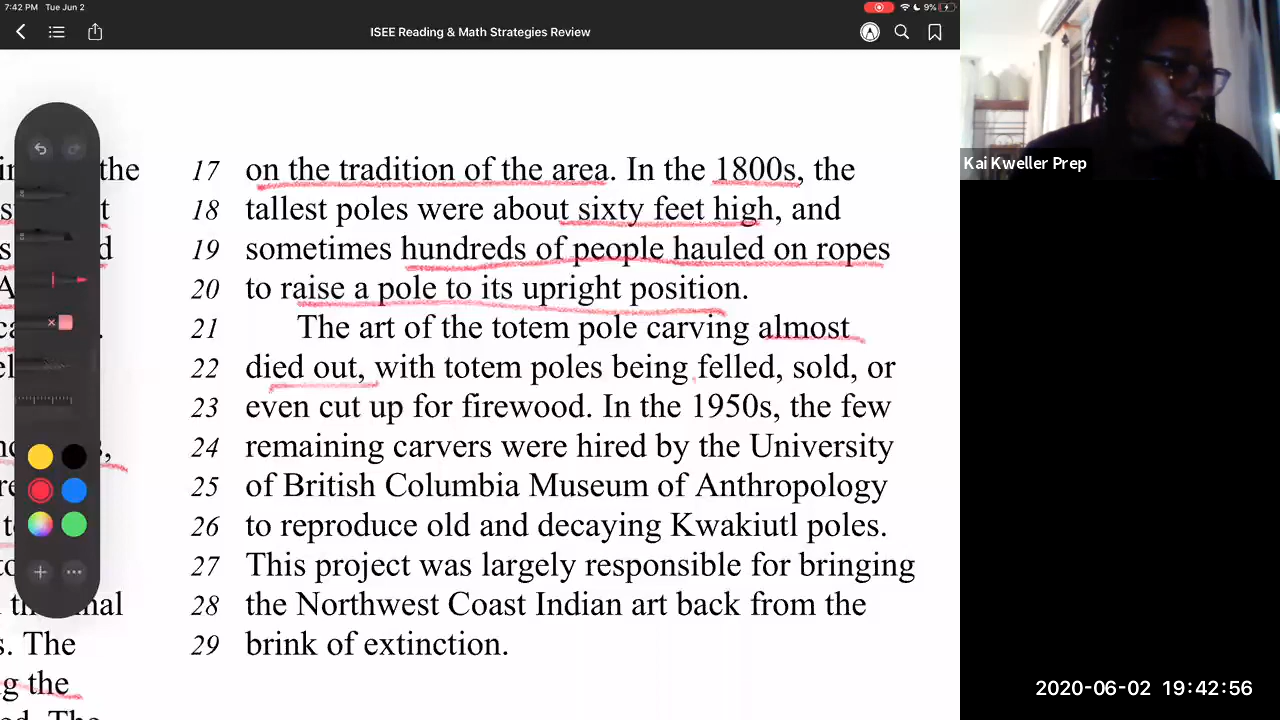 7:42 PM Tue Jun 2
9%
ISEE Reading & Math Strategies Review
the
17 on the tradition of the area. In the 1800s, the
18 tallest poles were about sixty feet high, and
19 sometimes hundreds of people hauled on ropes
20 to raise a pole to its upright position.
21 The art of the totem pole carving almost
22 died out, with totem poles being felled, sold, or
23 even cut up for firewood. In the 1950s, the few
24 remaining carvers were hired by the University
25 of British Columbia Museum of Anthropology
26 to reproduce old and decaying Kwakiutl poles.
27 This project was largely responsible for bringing
28 the Northwest Coast Indian art back from the
29 brink of extinction.
s. The
g the
Kai Kweller Prep
2020-06-02 19:42:56